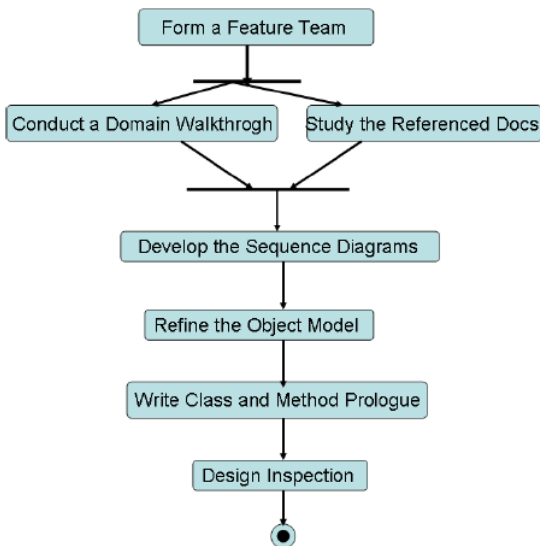 Form a Feature Team
Conduct a Domain Walkthrogh
Study the Referenced Docs
Develop the Sequence Diagrams
Refine the Object Model
Write Class and Method Prologue
Design Inspection